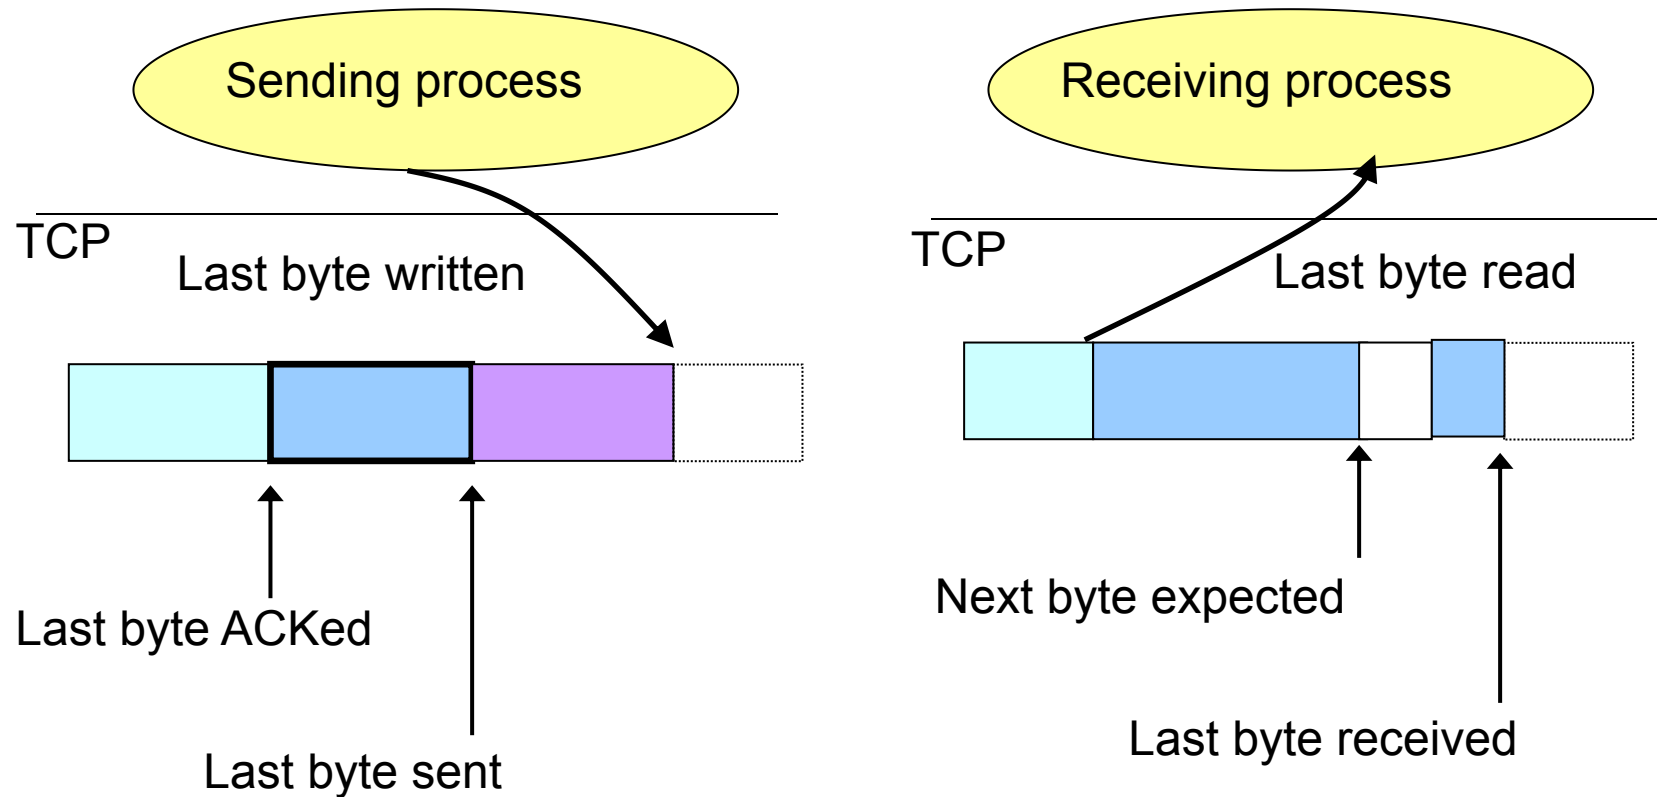 Sending process
TCP
Last byte written
Last byte ACKed
Last byte sent
Receiving process
TCP
Last byte read
Next byte expected
Last byte received